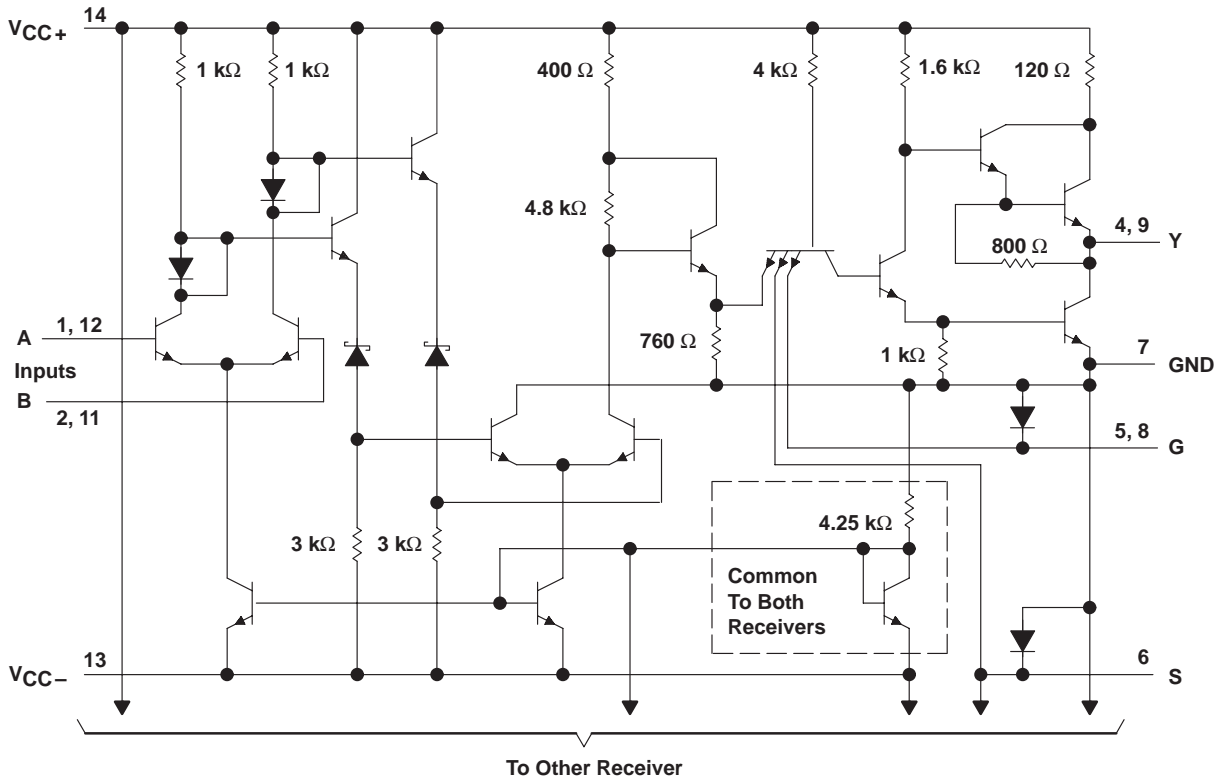 VCC+
14
1 kΩ
1 kΩ
400 Ω
4 kΩ
1.6 kΩ
120 Ω
4.8 kΩ
4, 9
Y
800 Ω
A
1, 12
760 Ω
1 kΩ
7
GND
Inputs
B
2, 11
5, 8
G
4.25 kΩ
3 kΩ
3 kΩ
Common
To Both
Receivers
VCC−
13
6
S
To Other Receiver